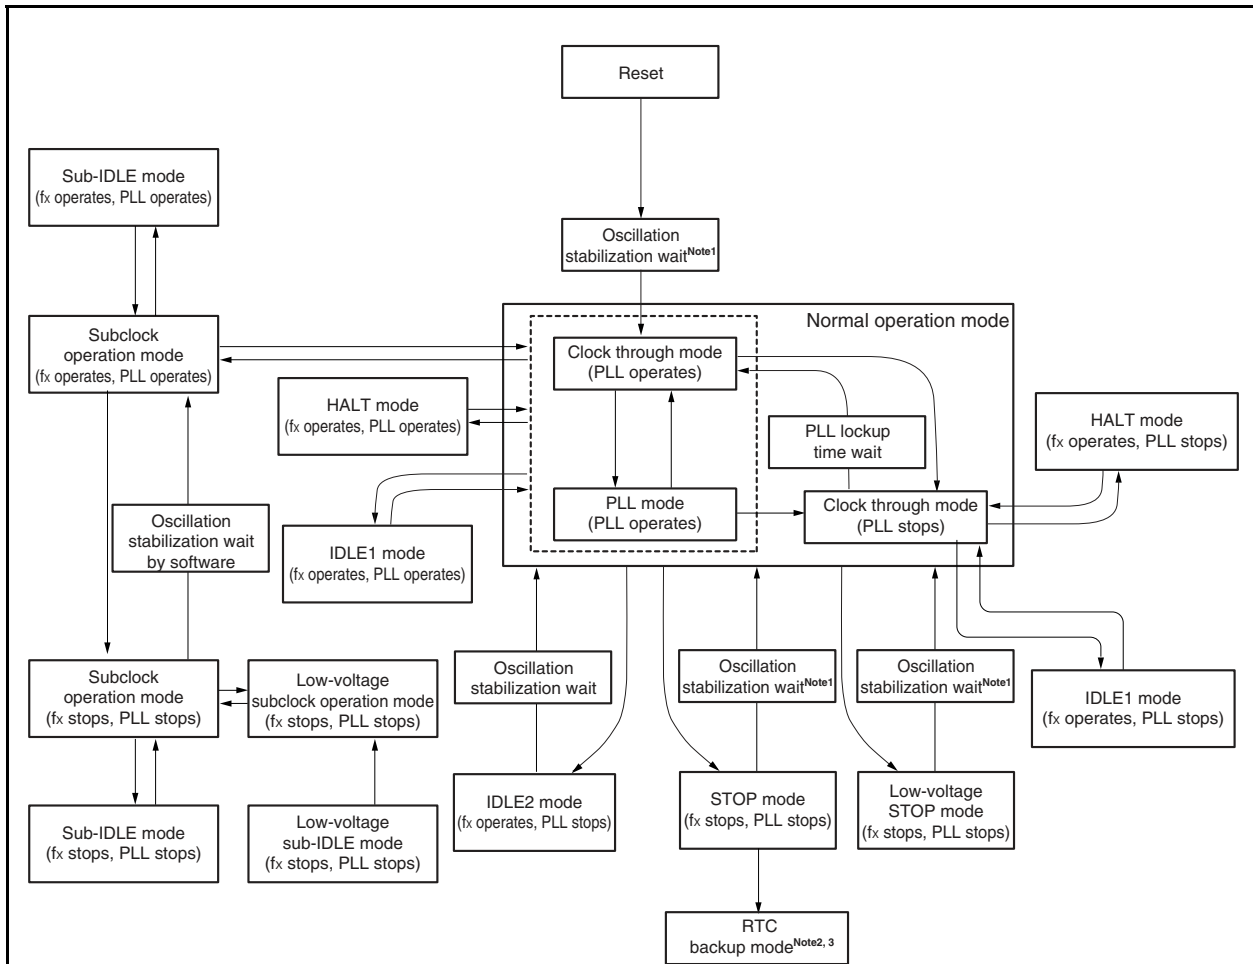 Reset
Sub-IDLE mode
(fx operates, PLL operates)
Oscillation
stabilization wait Note1
Normal operation mode
Subclock
operation mode
(fx operates, PLL operates)
Clock through mode
(PLL operates)
HALT mode
(fx operates, PLL operates)
PLL lockup
time wait
HALT mode
(fx operates, PLL stops)
PLL mode
(PLL operates)
Clock through mode
(PLL stops)
Oscillation
stabilization wait
by software
IDLE1 mode
(fx operates, PLL operates)
Subclock
operation mode
(fx stops, PLL stops)
Low-voltage
subclock operation mode
(fx stops, PLL stops)
Oscillation
stabilization wait
Oscillation
stabilization wait Note1
Oscillation
stabilization wait Note1
IDLE1 mode
(fx operates, PLL stops)
Sub-IDLE mode
(fx stops, PLL stops)
Low-voltage
sub-IDLE mode
(fx stops, PLL stops)
IDLE2 mode
(fx operates, PLL stops)
STOP mode
(fx stops, PLL stops)
Low-voltage
STOP mode
(fx stops, PLL stops)
RTC
backup mode Note2, 3